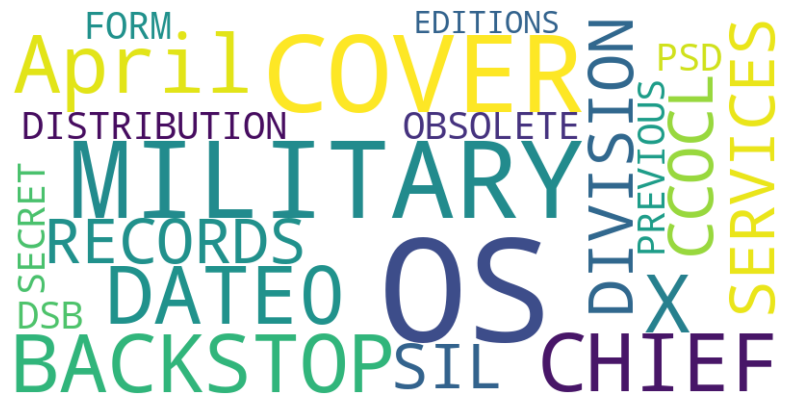 FORM
EDITIONS
April
COVER
DISTRIBUTION
OBSOLETE
MILITARY
DIVISION
PREVIOUS
PSD
CCOCL
SERVICES
SECRET
RECORDS
OS
DATEO
X
DSB
BACKSTOP
SIL
CHIEF